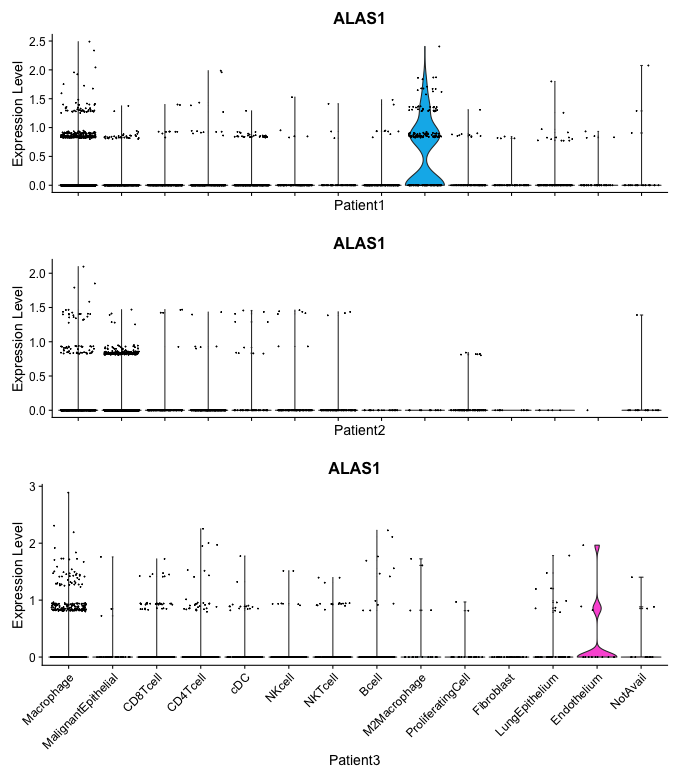 ALAS1
Expression Level
2.5
2.0
1.5
1.0
0.5
0.0
Patient1
ALAS1
Expression Level
2.0
1.5
1.0
0.5
0.0
Patient2
ALAS1
Expression Level
3
2
1
0
Macrophage
MalignantEpithelial
CD8Tcell
CD4Tcell
cDC
NKcell
NKTcell
Bcell
M2Macrophage
ProliferatingCell
Fibroblast
LungEpithelium
Endothelium
NotAvail
Patient3